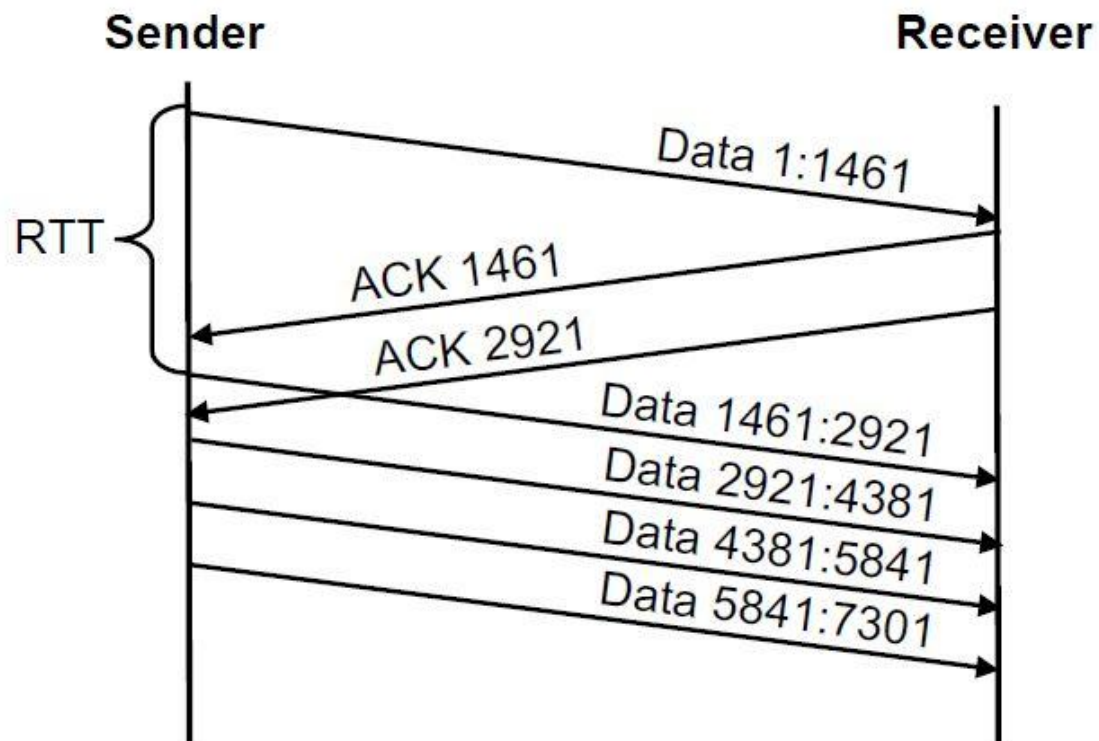 Sender
Receiver
Data 1:1461
RTT
ACK 1461
ACK 2921
Data 1461:2921
Data 2921:4381
Data 4381:5841
Data 5841:7301